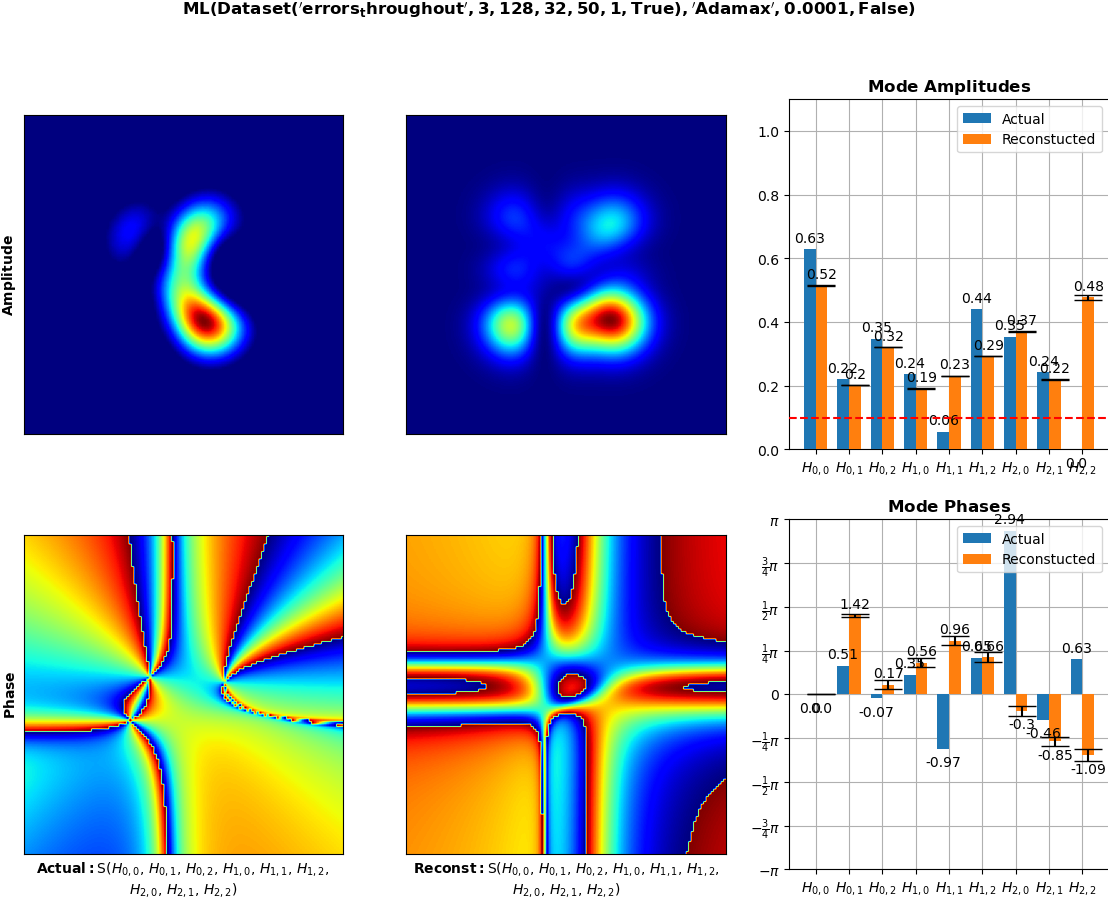 ML(Dataset('errors_throughout', 3, 128, 32, 50, 1, True), 'Adamax', 0.0001, False)
Amplitude
Mode Amplitudes
Actual
Reconstucted
1.0
0.8
0.6
0.4
0.2
0.0
0.63
0.52
0.22
0.2
0.35
0.32
0.24
0.19
0.06
0.23
0.44
0.29
0.35
0.37
0.24
0.22
0.0
0.48
H0,0 H0,1 H0,2 H1,0 H1,1 H1,2 H2,0 H2,1 H2,2
Phase
Actual: S(H0,0, H0,1, H0,2, H1,0, H1,1, H1,2,
H2,0, H2,1, H2,2)
Reconst: S(H0,0, H0,1, H0,2, H1,0, H1,1, H1,2,
H2,0, H2,1, H2,2)
Mode Phases
Actual
Reconstucted
π
3/4π
1/2π
1/4π
0
−1/4π
−1/2π
−3/4π
−π
0.0
0.0
0.51
1.42
-0.07
0.17
0.35
0.56
-0.97
0.96
0.65
0.66
2.94
-0.3
-0.46
-0.85
0.63
-1.09
H0,0 H0,1 H0,2 H1,0 H1,1 H1,2 H2,0 H2,1 H2,2